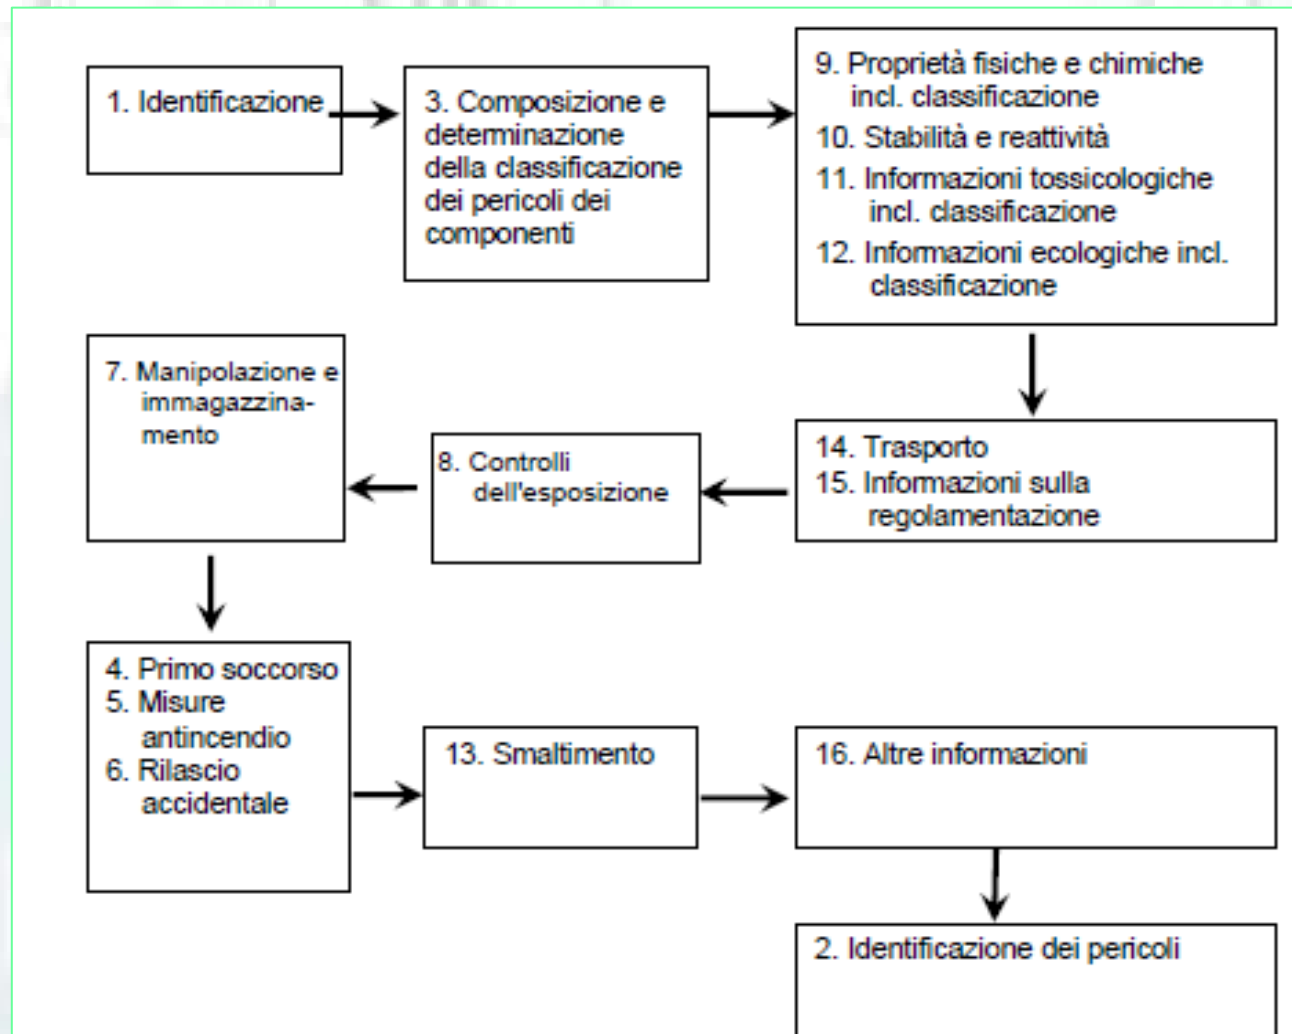 1. Identificazione
3. Composizione e
determinazione
della classificazione
dei pericoli dei
componenti
9. Proprietà fisiche e chimiche
incl. classificazione
10. Stabilità e reattività
11. Informazioni tossicologiche
incl. classificazione
12. Informazioni ecologiche incl.
classificazione
7. Manipolazione e
immagazzina-
mento
8. Controlli
dell'esposizione
14. Trasporto
15. Informazioni sulla
regolamentazione
4. Primo soccorso
5. Misure
antincendio
6. Rilascio
accidentale
13. Smaltimento
16. Altre informazioni
2. Identificazione dei pericoli